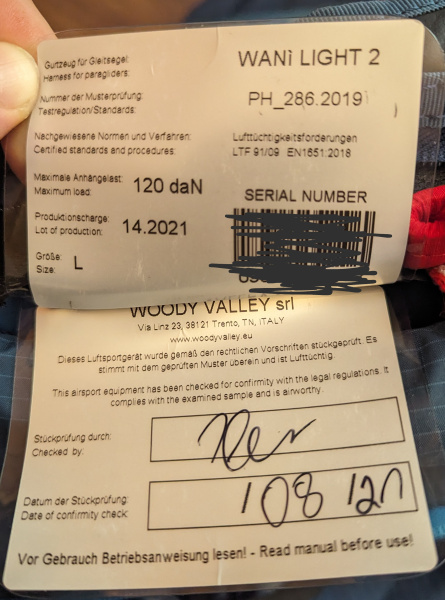 Gurtzeug für Gleitsegel:
Harness for paragliders:
WANì LIGHT 2
Nummer der Musterprüfung:
Testregulation/Standards:
PH_286.2019
Nachgewiesene Normen und Verfahren:
Certified standards and procedures:
Lufttüchtigkeitsforderungen
LTF 91/09 EN1651:2018
Maximale Anhängelast:
Maximum load:
120 daN
SERIAL NUMBER
Produktionscharge:
Lot of production:
14.2021
Größe:
Size:
L
WOODY VALLEY srl
Via Linz 23, 38121 Trento, TN, ITALY
www.woodyvalley.eu
Dieses Luftsportgerät wurde gemäß den rechtlichen Vorschriften stückgeprüft. Es
stimmt mit dem geprüften Muster überein und ist Lufttüchtig.
This airsport equipment has been checked for confirmity with the legal regulations. It
complies with the examined sample and is airworthy.
Stückprüfung durch:
Checked by:
Datum der Stückprüfung:
Date of confirmity check:
Vor Gebrauch Betriebsanweisung lesen! - Read manual before use!